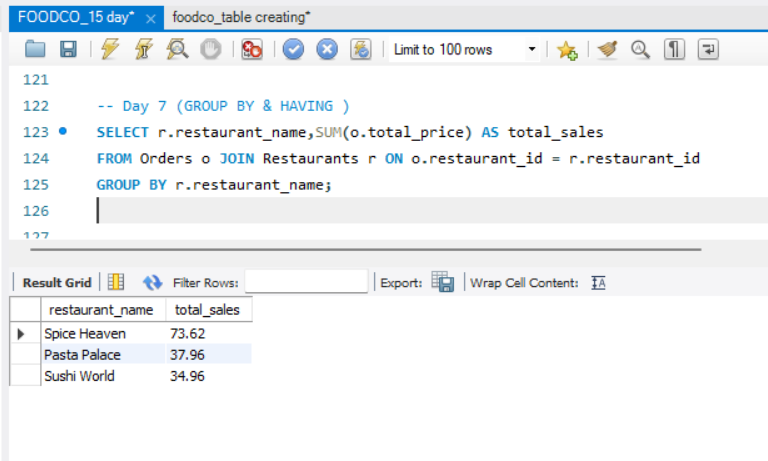 FOODCO_15 day* × foodco_table creating*
Limit to 100 rows
121
122 -- Day 7 (GROUP BY & HAVING )
123 SELECT r.restaurant_name,SUM(o.total_price) AS total_sales
124 FROM Orders o JOIN Restaurants r ON o.restaurant_id = r.restaurant_id
125 GROUP BY r.restaurant_name;
126
127
Result Grid Filter Rows: Export: Wrap Cell Content: IA
restaurant_name total_sales
Spice Heaven 73.62
Pasta Palace 37.96
Sushi World 34.96